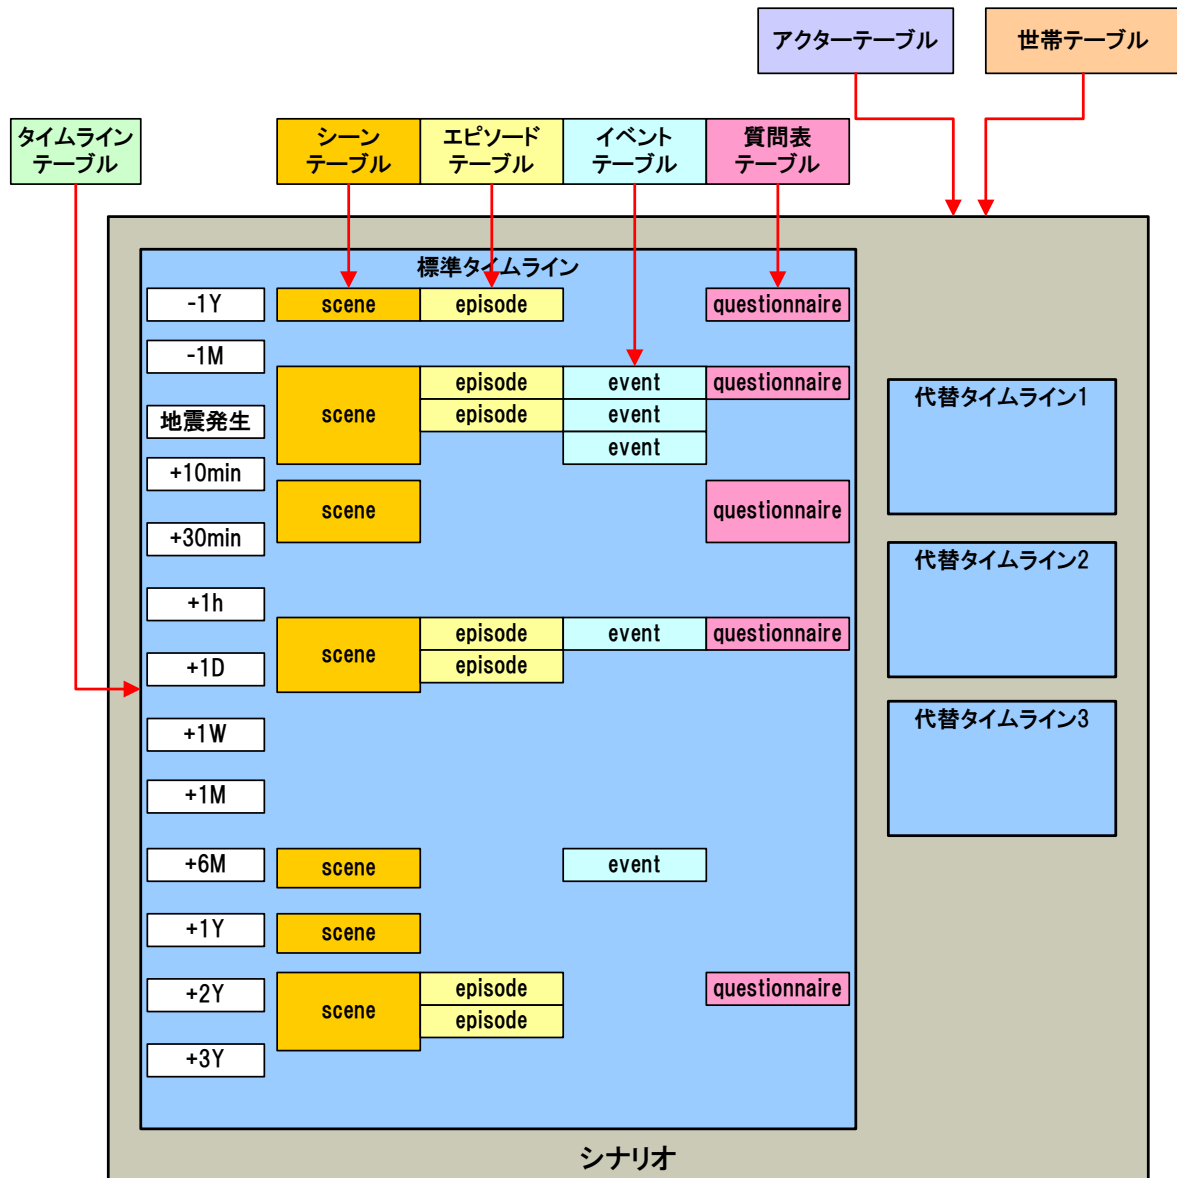 アクターテーブル
世帯テーブル
タイムライン
テーブル
シーン
テーブル
エピソード
テーブル
イベント
テーブル
質問表
テーブル
標準タイムライン
-1Y
scene
episode
questionnaire
-1M
scene
episode
event
questionnaire
episode
event
event
地震発生
+10min
scene
questionnaire
+30min
+1h
scene
episode
event
questionnaire
episode
+1D
+1W
+1M
+6M
scene
event
+1Y
scene
+2Y
scene
episode
questionnaire
episode
+3Y
代替タイムライン1
代替タイムライン2
代替タイムライン3
シナリオ